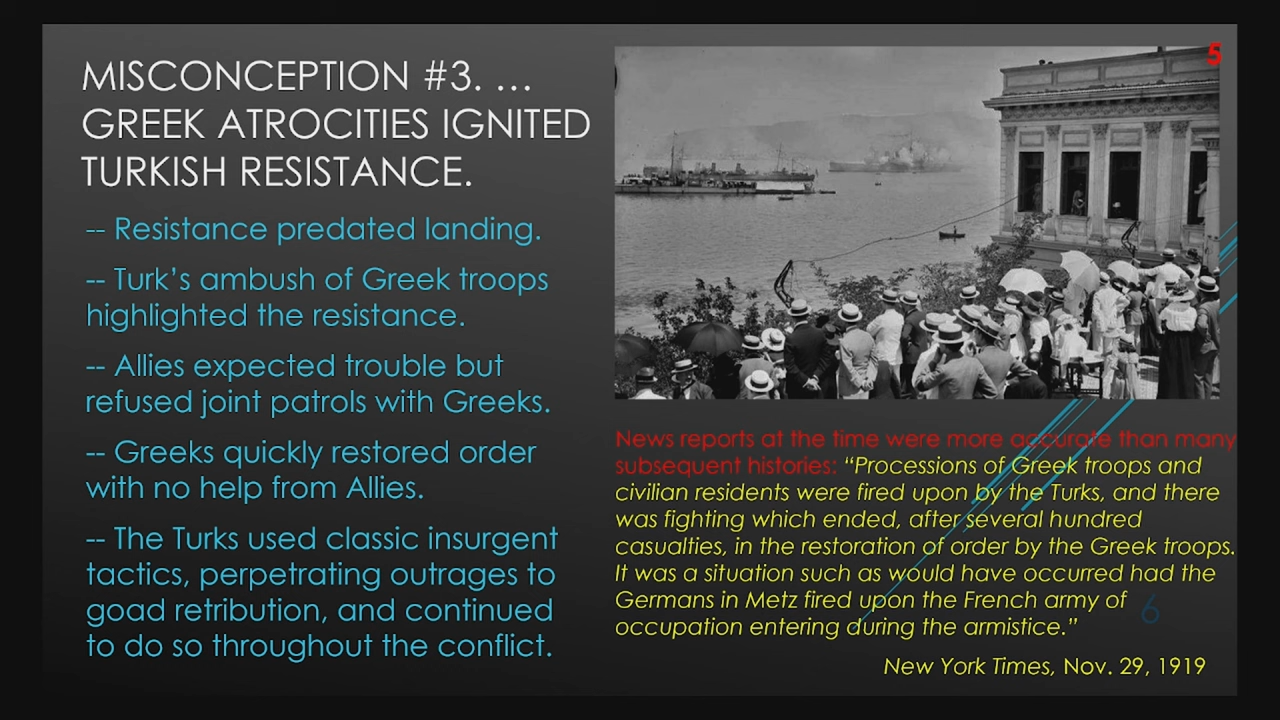 MISCONCEPTION #3. ...
GREEK ATROCITIES IGNITED
TURKISH RESISTANCE.
-- Resistance predated landing.
-- Turk's ambush of Greek troops
highlighted the resistance.
-- Allies expected trouble but
refused joint patrols with Greeks.
-- Greeks quickly restored order
with no help from Allies.
-- The Turks used classic insurgent
tactics, perpetrating outrages to
goad retribution, and continued
to do so throughout the conflict.
5
News reports at the time were more accurate than many
subsequent histories: “Processions of Greek troops and
civilian residents were fired upon by the Turks, and there
was fighting which ended, after several hundred
casualties, in the restoration of order by the Greek troops.
It was a situation such as would have occurred had the
Germans in Metz fired upon the French army of
occupation entering during the armistice.”
6
New York Times, Nov. 29, 1919